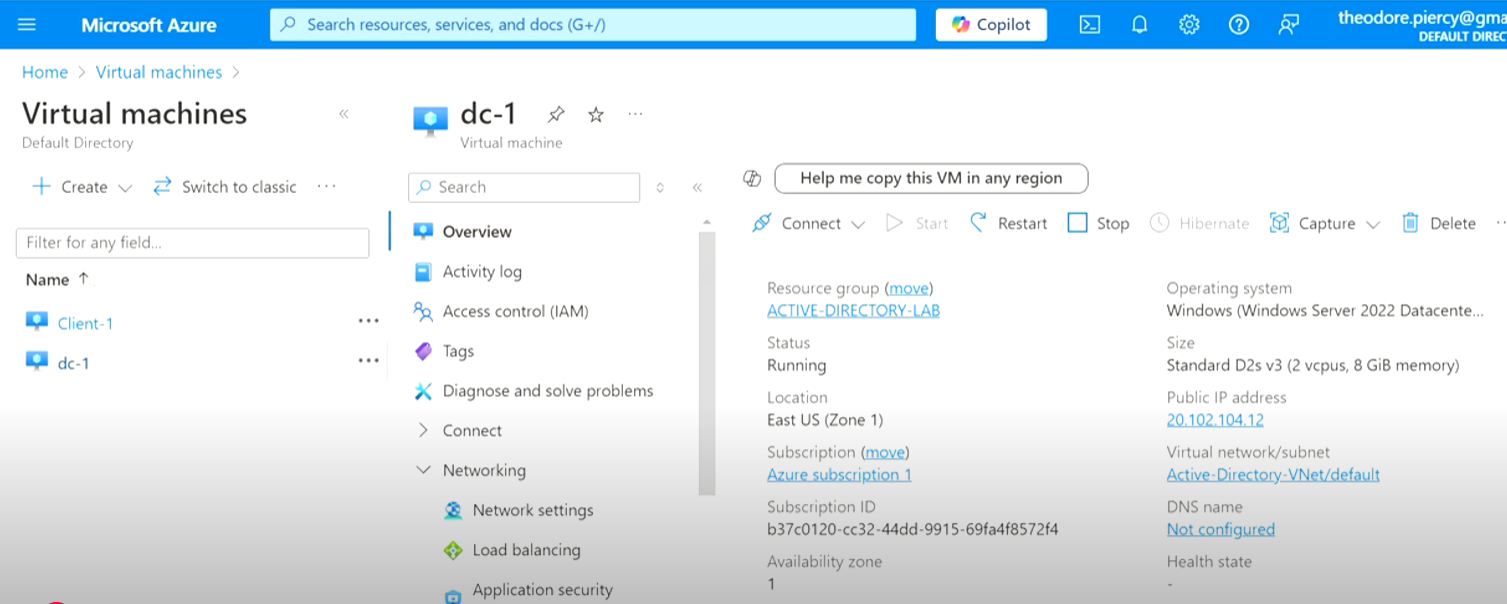 Microsoft Azure
Search resources, services, and docs (G+/)
Copilot
theodore.piercy@gma
DEFAULT DIREC
Home > Virtual machines >
Virtual machines
Default Directory
Create
Switch to classic
...
Filter for any field...
Name ↑
Client-1
...
dc-1
...
dc-1
...
Virtual machine
Search
Overview
Activity log
Access control (IAM)
Tags
Diagnose and solve problems
Connect
Networking
Network settings
Load balancing
Application security
Help me copy this VM in any region
Connect
Start
Restart
Stop
Hibernate
Capture
Delete
Resource group (move)
ACTIVE-DIRECTORY-LAB
Status
Running
Location
East US (Zone 1)
Subscription (move)
Azure subscription 1
Subscription ID
b37c0120-cc32-44dd-9915-69fa4f8572f4
Availability zone
1
Operating system
Windows (Windows Server 2022 Datacente...
Size
Standard D2s v3 (2 vcpus, 8 GiB memory)
Public IP address
20.102.104.12
Virtual network/subnet
Active-Directory-VNet/default
DNS name
Not configured
Health state
-